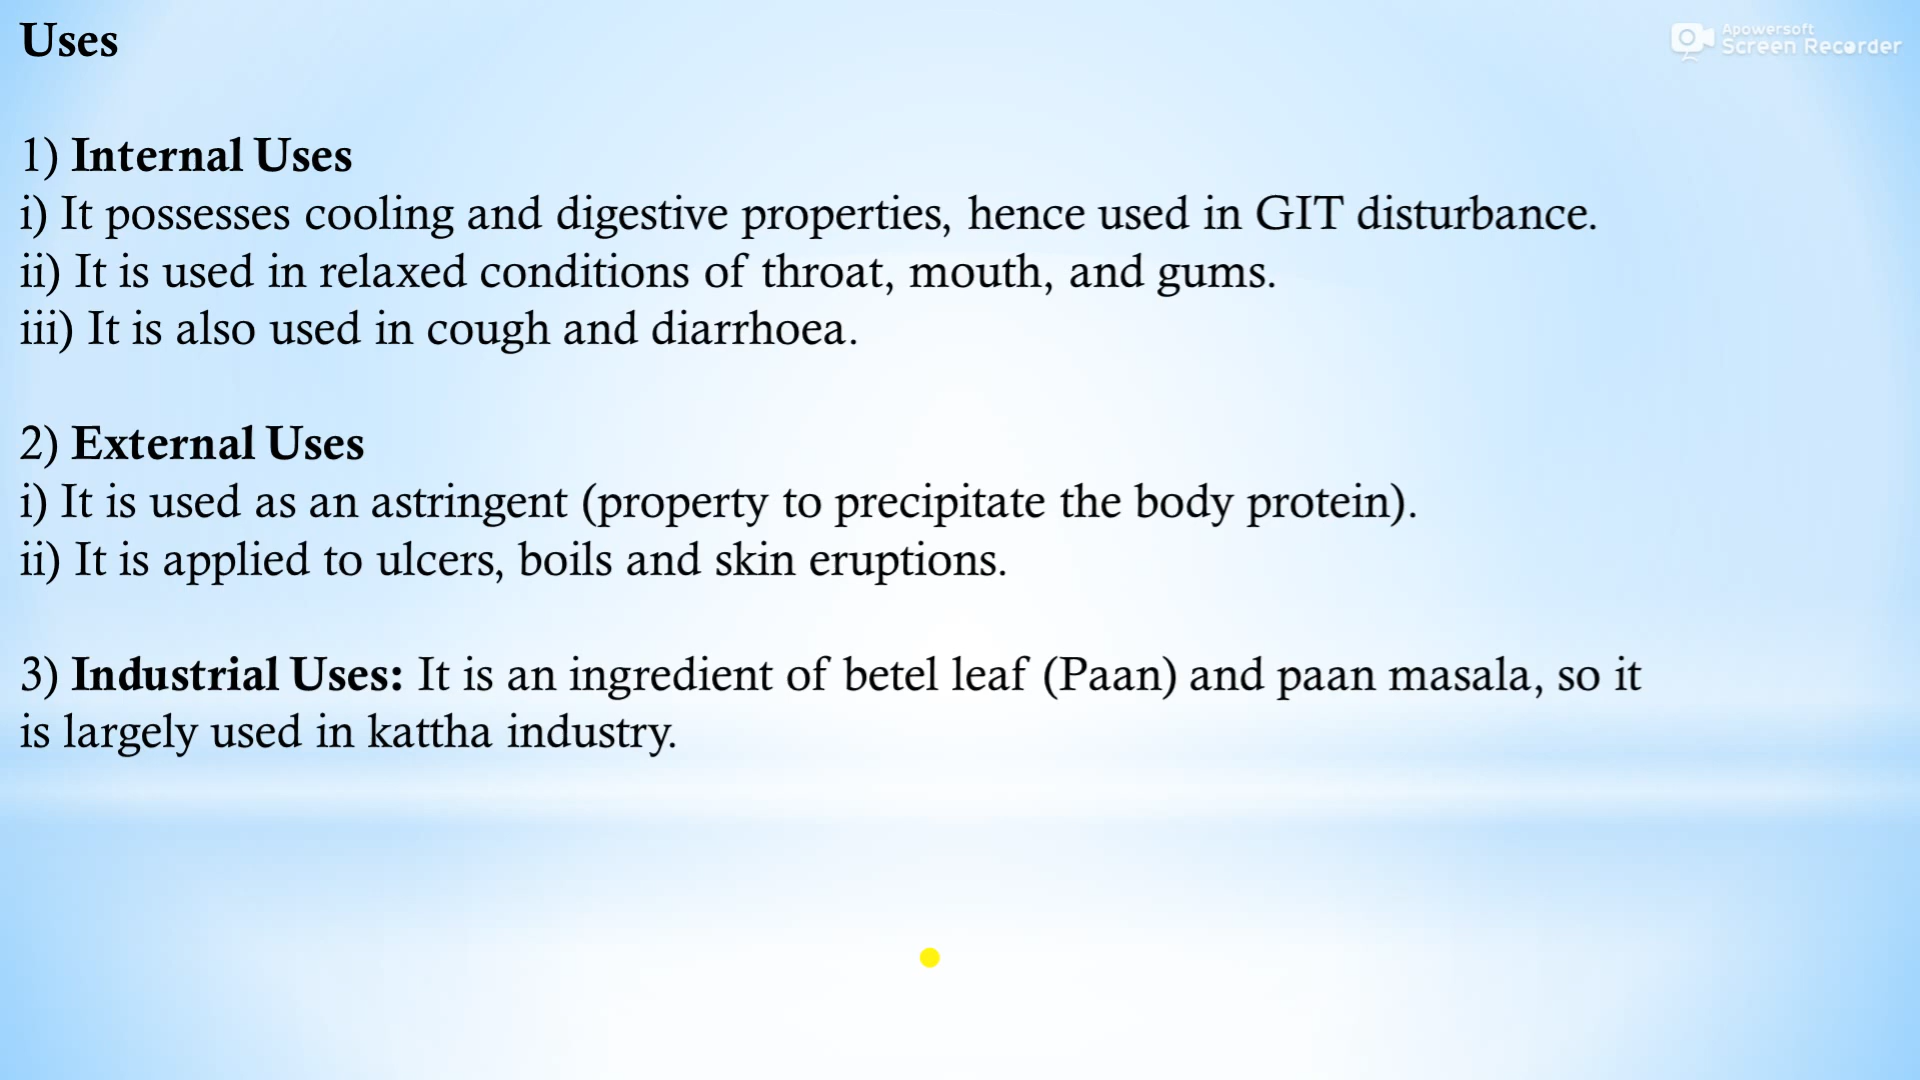 Uses
Apowersoft
Screen Recorder
1) Internal Uses
i) It possesses cooling and digestive properties, hence used in GIT disturbance.
ii) It is used in relaxed conditions of throat, mouth, and gums.
iii) It is also used in cough and diarrhoea.
2) External Uses
i) It is used as an astringent (property to precipitate the body protein).
ii) It is applied to ulcers, boils and skin eruptions.
3) Industrial Uses: It is an ingredient of betel leaf (Paan) and paan masala, so it
is largely used in kattha industry.